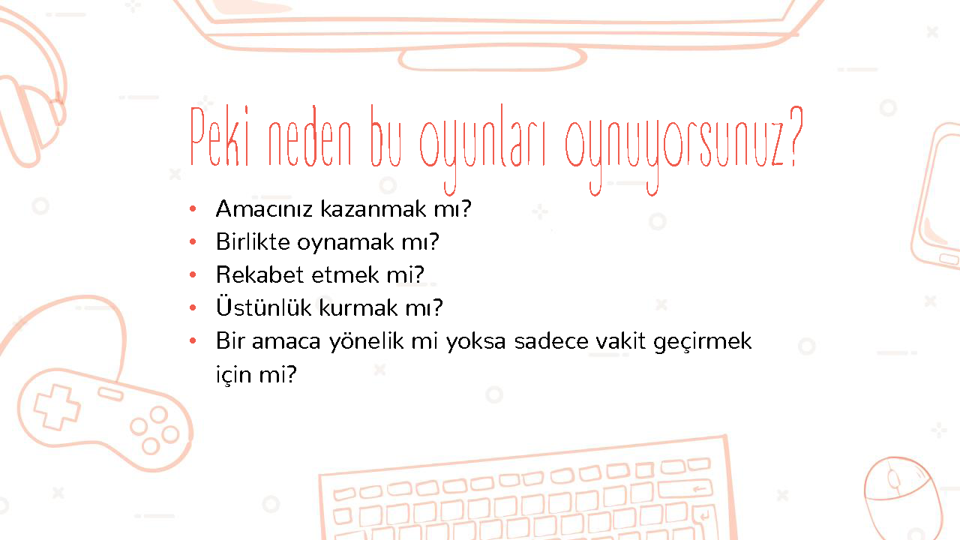 Peki neden bu oyunları oynuyorsunuz?
• Amacınız kazanmak mı?
• Birlikte oynamak mı?
• Rekabet etmek mi?
• Üstünlük kurmak mı?
• Bir amaca yönelik mi yoksa sadece vakit geçirmek
için mi?